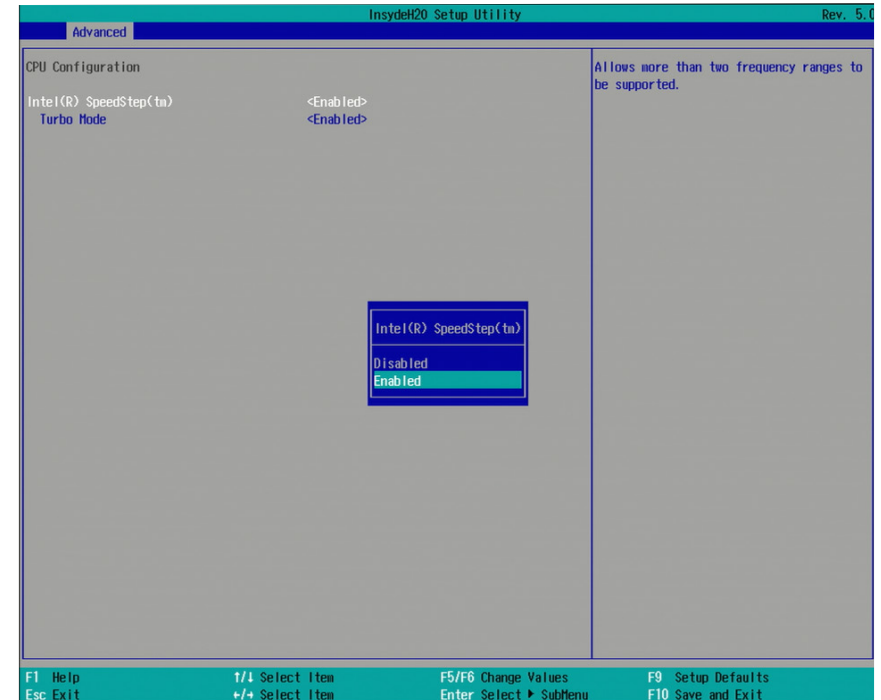 InsydeH20 Setup Utility Rev. 5.0
Advanced
CPU Configuration
Intel(R) SpeedStep(tm) <Enabled>
Turbo Mode <Enabled>
Allows more than two frequency ranges to
be supported.
Intel(R) SpeedStep(tm)
Disabled
Enabled
F1 Help ↑/↓ Select Item F5/F6 Change Values F9 Setup Defaults
Esc Exit ←/→ Select Item Enter Select ▶ SubMenu F10 Save and Exit